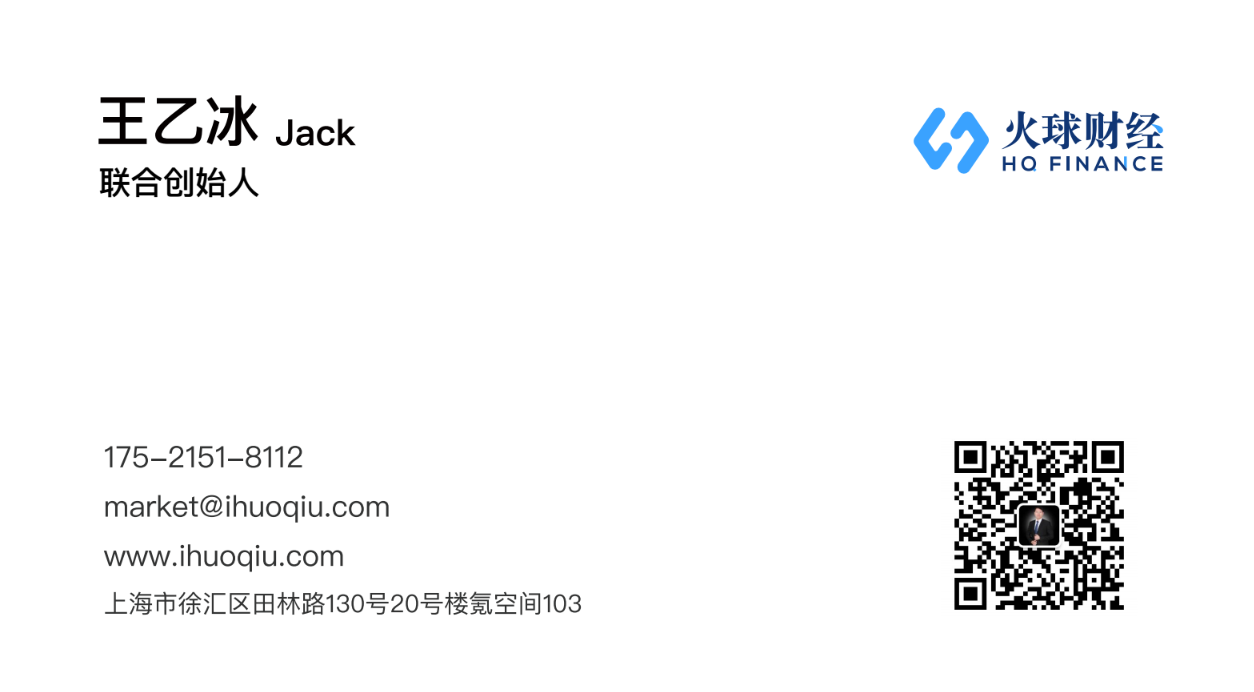 王乙冰 Jack
联合创始人
火球财经
HQ FINANCE
175-2151-8112
market@ihuoqiu.com
www.ihuoqiu.com
上海市徐汇区田林路130号20号楼氪空间103